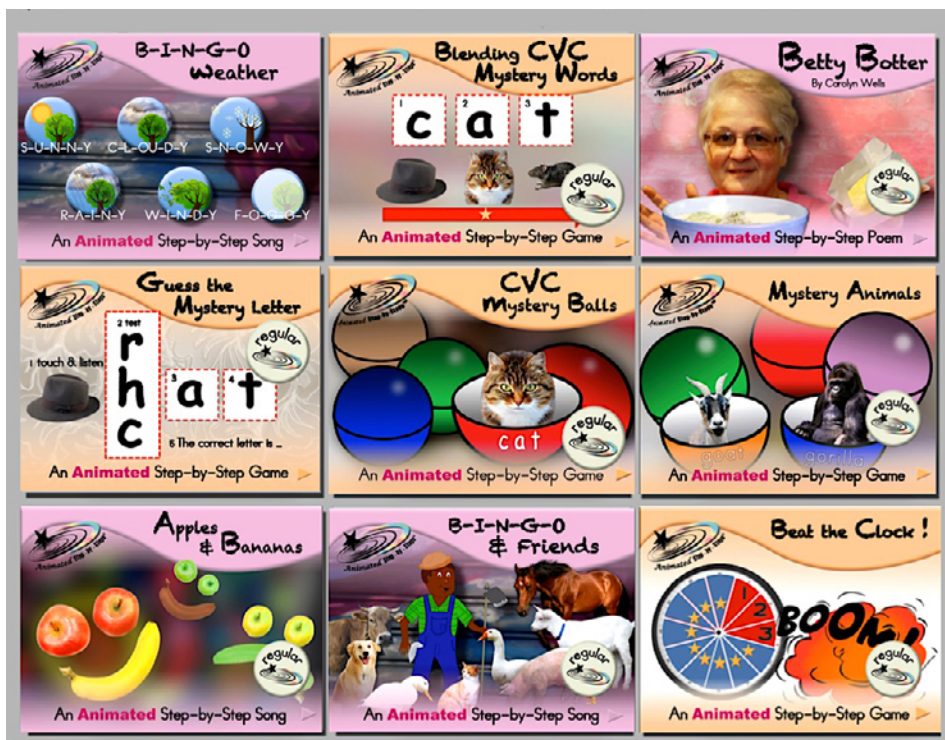 B-I-N-G-O
Weather
S-U-N-N-Y
C-L-OU-D-Y
S-N-O-W-Y
R-A-I-N-Y
W-I-N-D-Y
F-O-G-G-Y
An Animated Step-by-Step Song
Blending CVC
Mystery Words
1 2 3
c a t
regular
An Animated Step-by-Step Game
Betty Botter
By Carolyn Wells
regular
An Animated Step-by-Step Poem
Guess the
Mystery Letter
1 touch & listen
2 test
r
h
c
3 4
a t
5 The correct letter is ...
regular
An Animated Step-by-Step Game
CVC
Mystery Balls
cat
regular
An Animated Step-by-Step Game
Mystery Animals
goat
gorilla
regular
An Animated Step-by-Step Game
Apples
& Bananas
regular
An Animated Step-by-Step Song
B-I-N-G-O
& Friends
regular
An Animated Step-by-Step Song
Beat the Clock !
1
2
3
BOOM!
regular
An Animated Step-by-Step Game